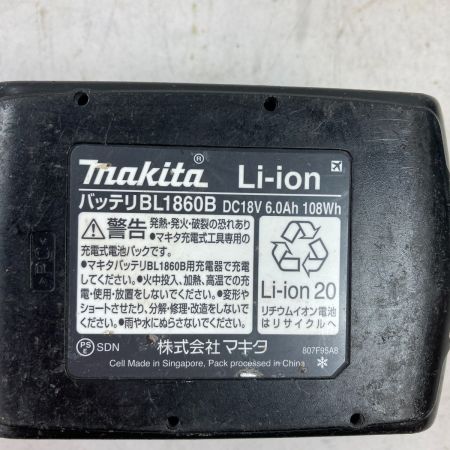 makita® Li-ion
バッテリBL1860B DC18V 6.0Ah 108Wh
警告 発熱・発火・破裂の恐れあり
●マキタ充電式工具専用の
充電式電池パックです。
●マキタバッテリBL1860B用充電器で充電
してください。●火中投入、加熱、高温での充
電・使用・放置をしないでください。●変形や
ショートさせたり、分解・修理・改造をしないで
ください。●雨や水にぬらさないでください。
Li-ion 20
リチウムイオン電池
はリサイクルへ
PS E SDN 株式会社マキタ 807F95A8
Cell Made in Singapore, Pack processed in China